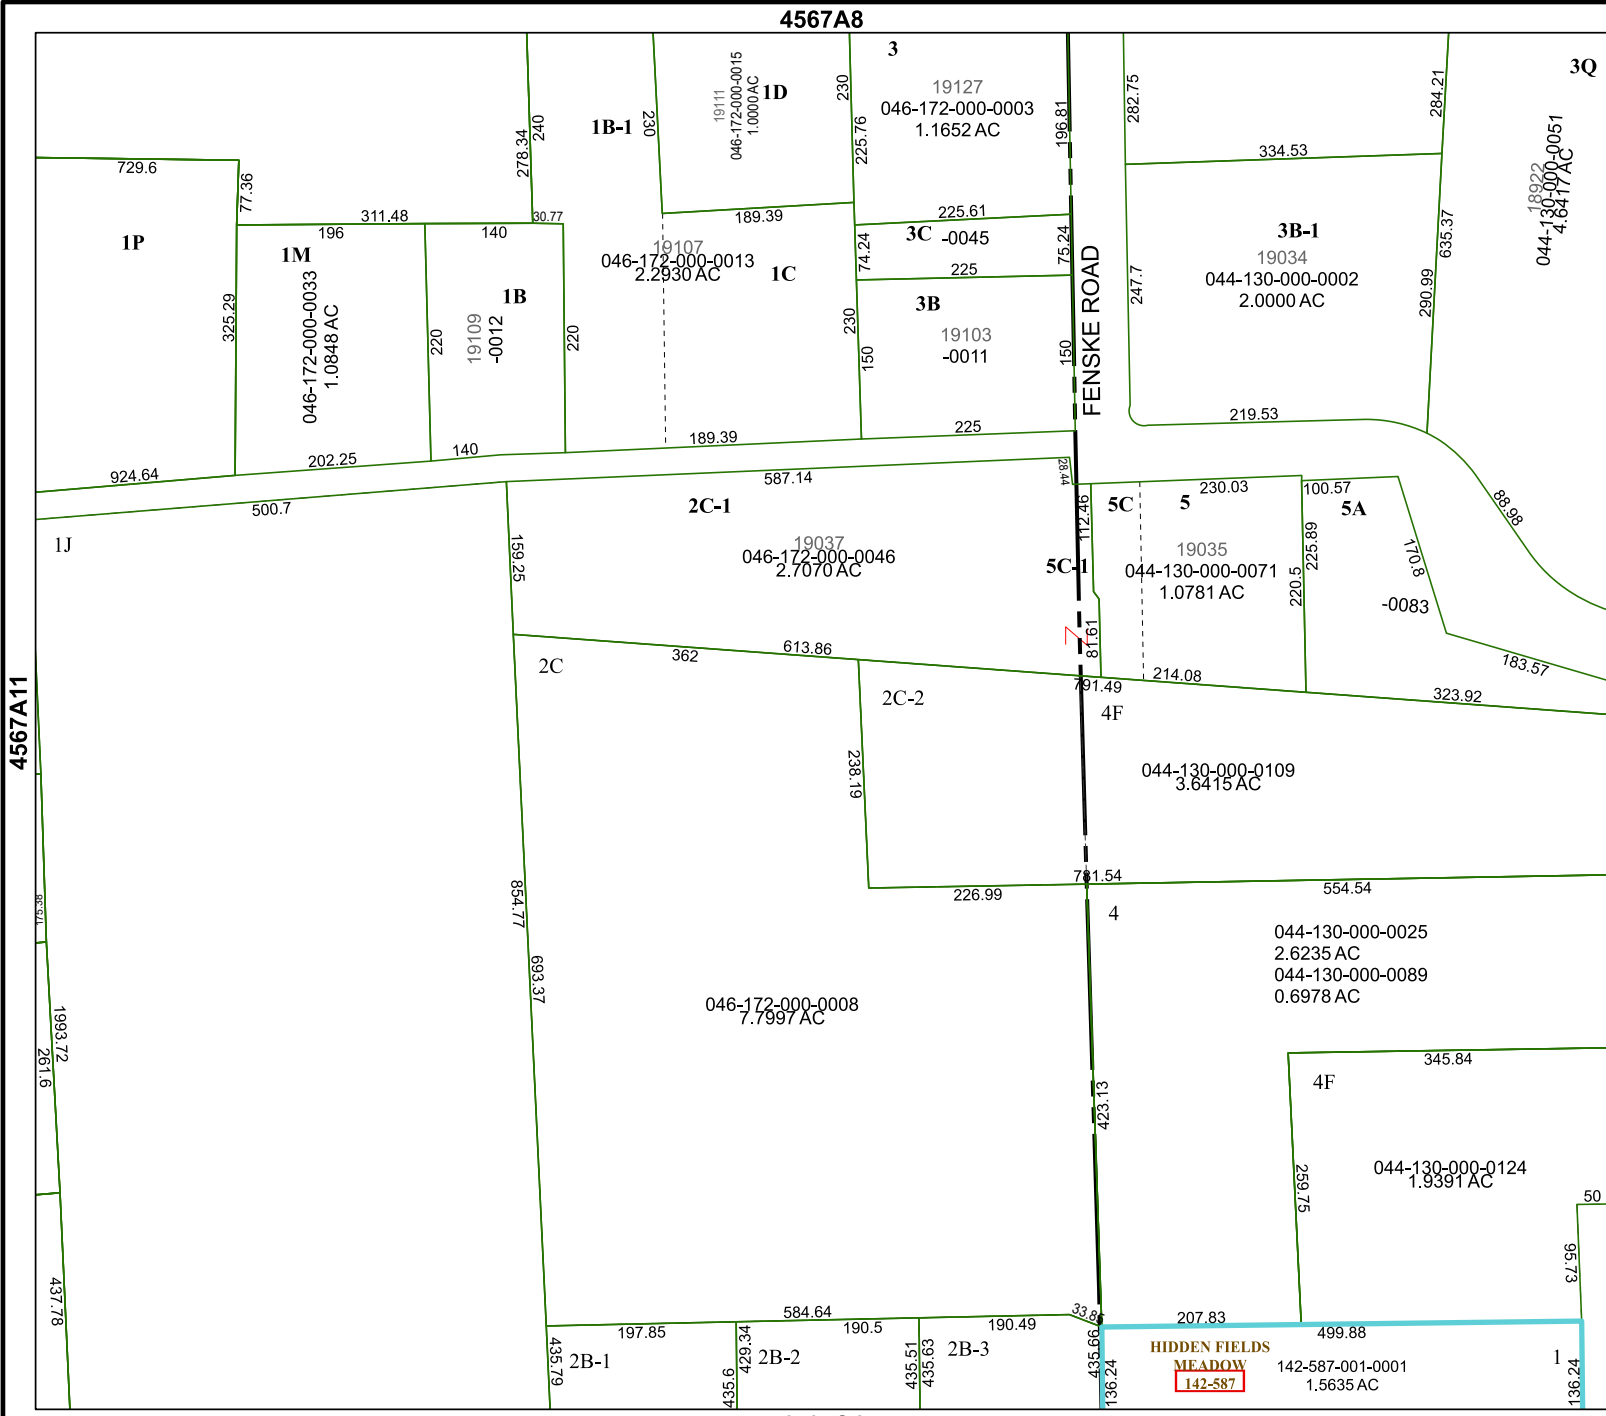 4567A8
4567A11
3
1D
19111
046-172-000-0015
1.0000 AC
230
230
225.76
19127
046-172-000-0003
1.1652 AC
196.81
282.75
284.21
3Q
18922
044-130-000-0051
4.6417 AC
1B-1
240
278.34
334.53
729.6
77.36
1P
311.48
196
30.77
140
189.39
225.61
3C -0045
74.24
75.24
225
1M
046-172-000-0033
1.0848 AC
325.29
220
1B
19109
-0012
220
19107
046-172-000-0013
2.2930 AC
1C
3B
230
150
19103
-0011
150
FENSKE ROAD
247.7
3B-1
19034
044-130-000-0002
2.0000 AC
635.37
290.99
219.53
924.64
202.25
140
189.39
225
500.7
587.14
28.44
230.03
100.57
88.98
1J
2C-1
159.25
19037
046-172-000-0046
2.7070 AC
112.46
5C
5
5A
5C-1
19035
044-130-000-0071
1.0781 AC
225.89
220.5
170.8
-0083
81.61
Z
183.57
2C
362
613.86
791.49
214.08
323.92
2C-2
4F
238.19
044-130-000-0109
3.6415 AC
226.99
781.54
554.54
175.38
854.77
693.37
4
044-130-000-0025
2.6235 AC
044-130-000-0089
0.6978 AC
046-172-000-0008
7.7997 AC
1993.72
261.6
423.13
345.84
4F
044-130-000-0124
1.9391 AC
259.75
50
95.73
437.78
584.64
33.86
197.85
190.5
190.49
207.83
499.88
435.79
2B-1
429.34
435.6
2B-2
435.51
435.63
2B-3
435.66
136.24
HIDDEN FIELDS
MEADOW
142-587
142-587-001-0001
1.5635 AC
1
136.24